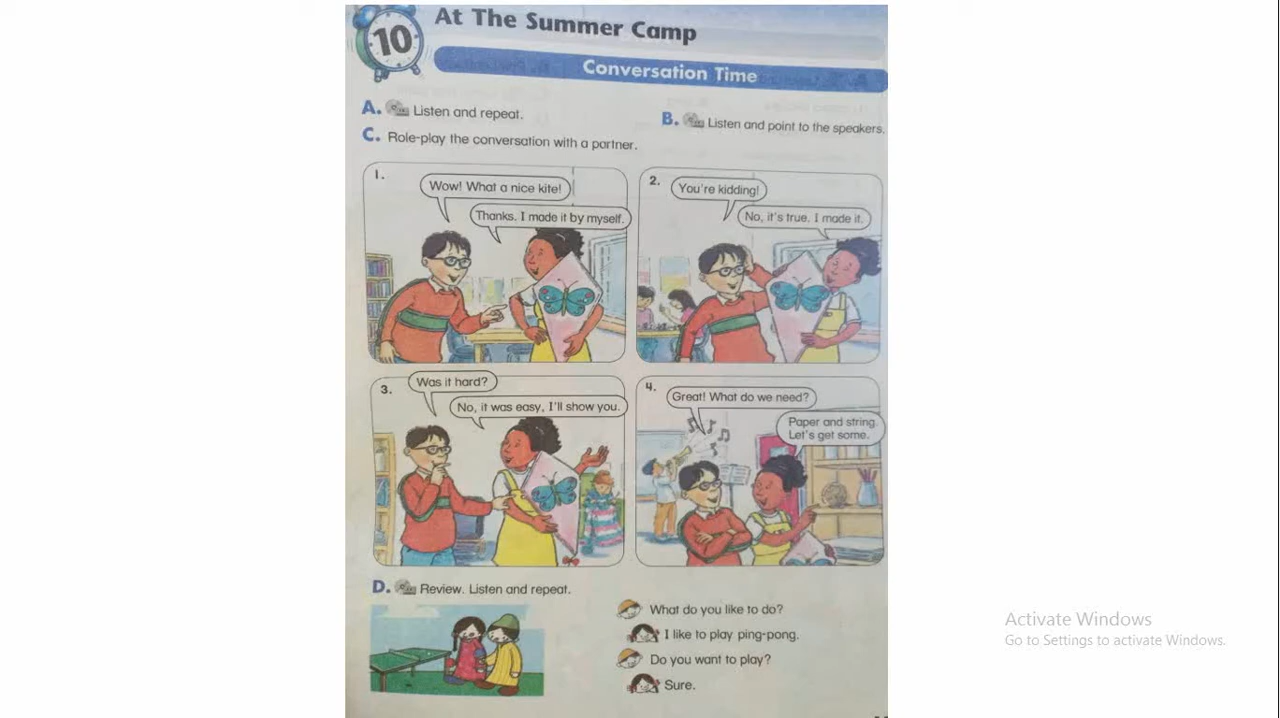 10
At The Summer Camp
Conversation Time
A. Listen and repeat.
B. Listen and point to the speakers.
C. Role-play the conversation with a partner.
1.
Wow! What a nice kite!
Thanks. I made it by myself.
2.
You're kidding!
No, it's true. I made it.
3.
Was it hard?
No, it was easy, I'll show you.
4.
Great! What do we need?
Paper and string.
Let's get some.
D. Review. Listen and repeat.
What do you like to do?
I like to play ping-pong.
Do you want to play?
Sure.
Activate Windows
Go to Settings to activate Windows.